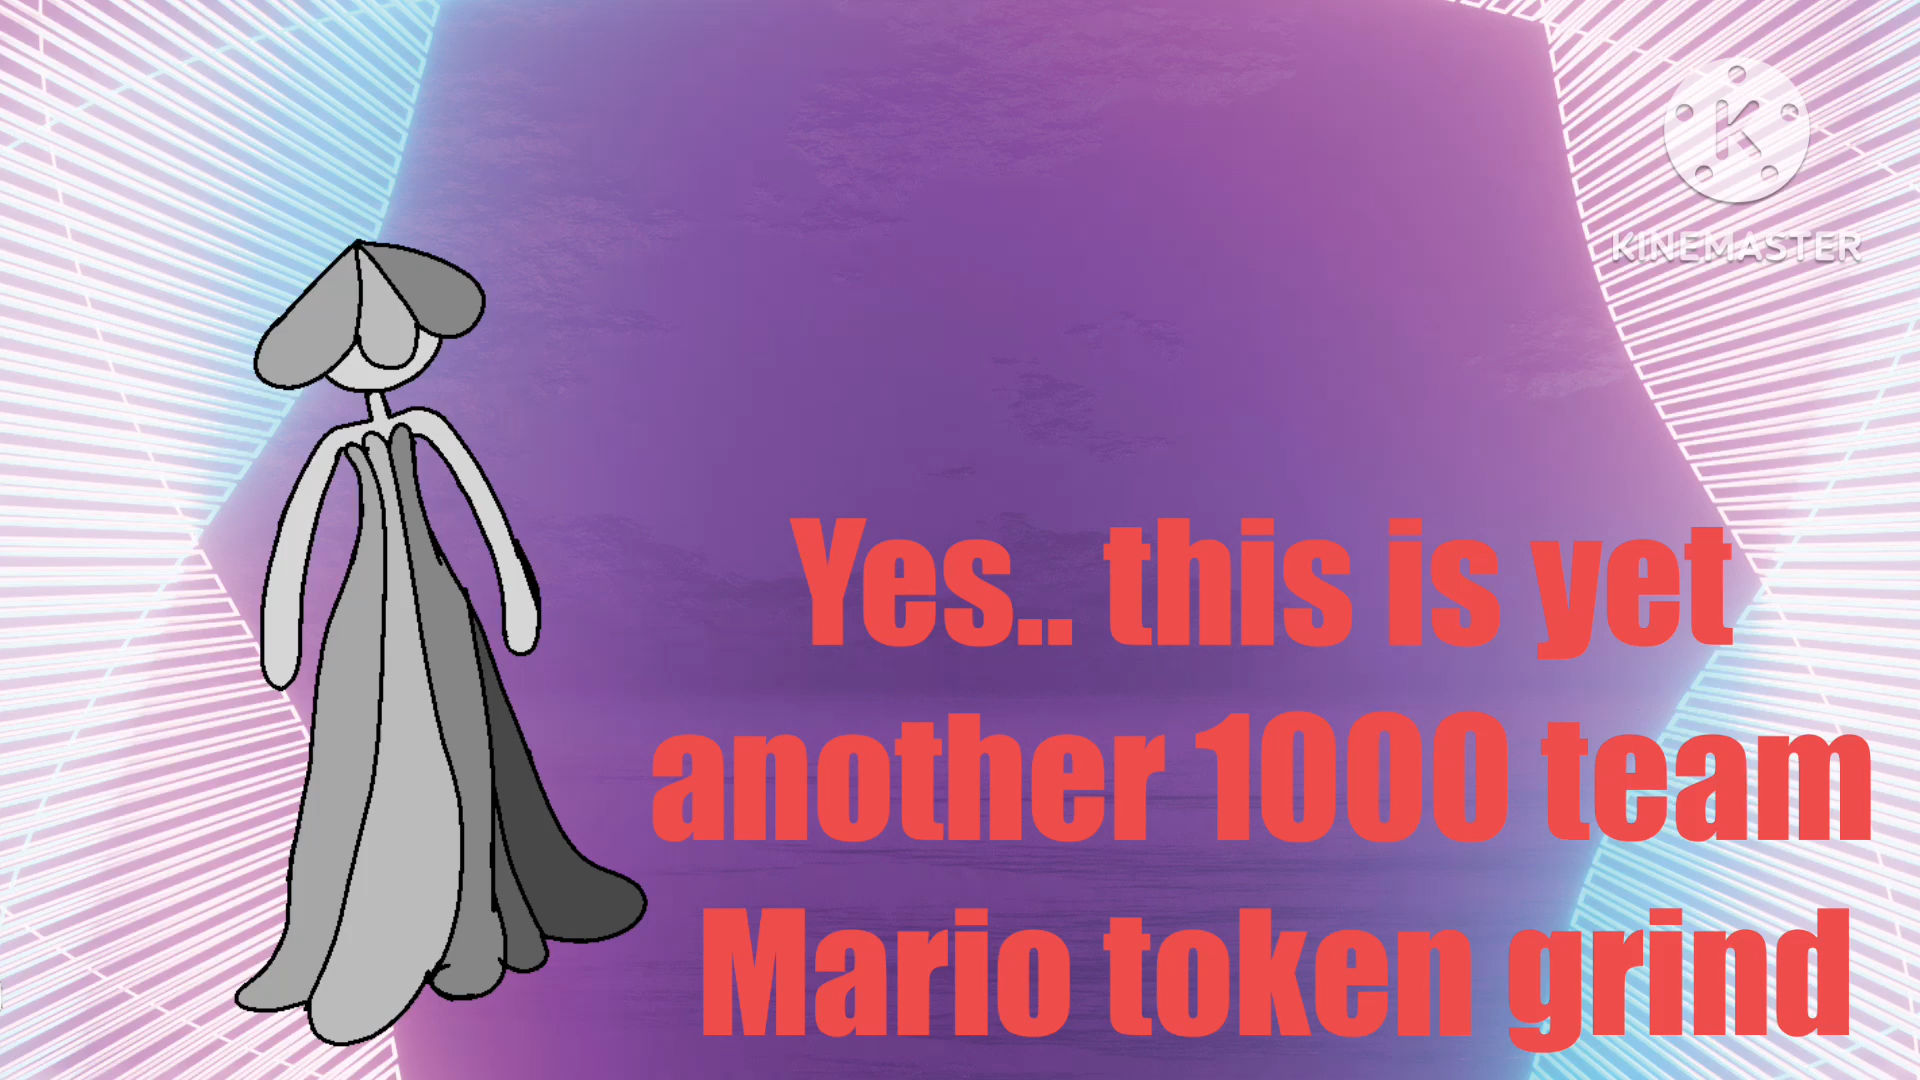 K
KINEMASTER
Yes.. this is yet
another 1000 team
Mario token grind